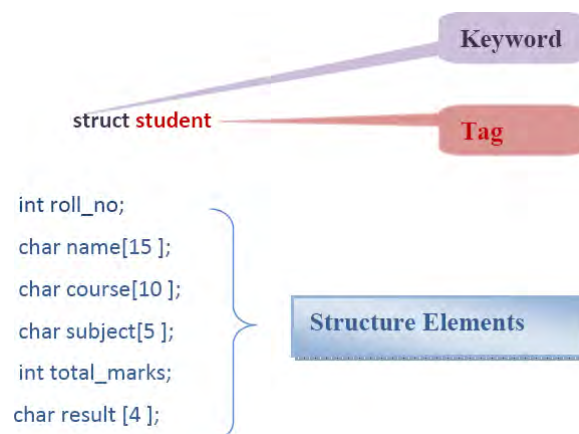 Keyword
struct student
Tag
int roll_no;
char name[15 ];
char course[10 ];
char subject[5 ];
int total_marks;
char result [4 ];
Structure Elements